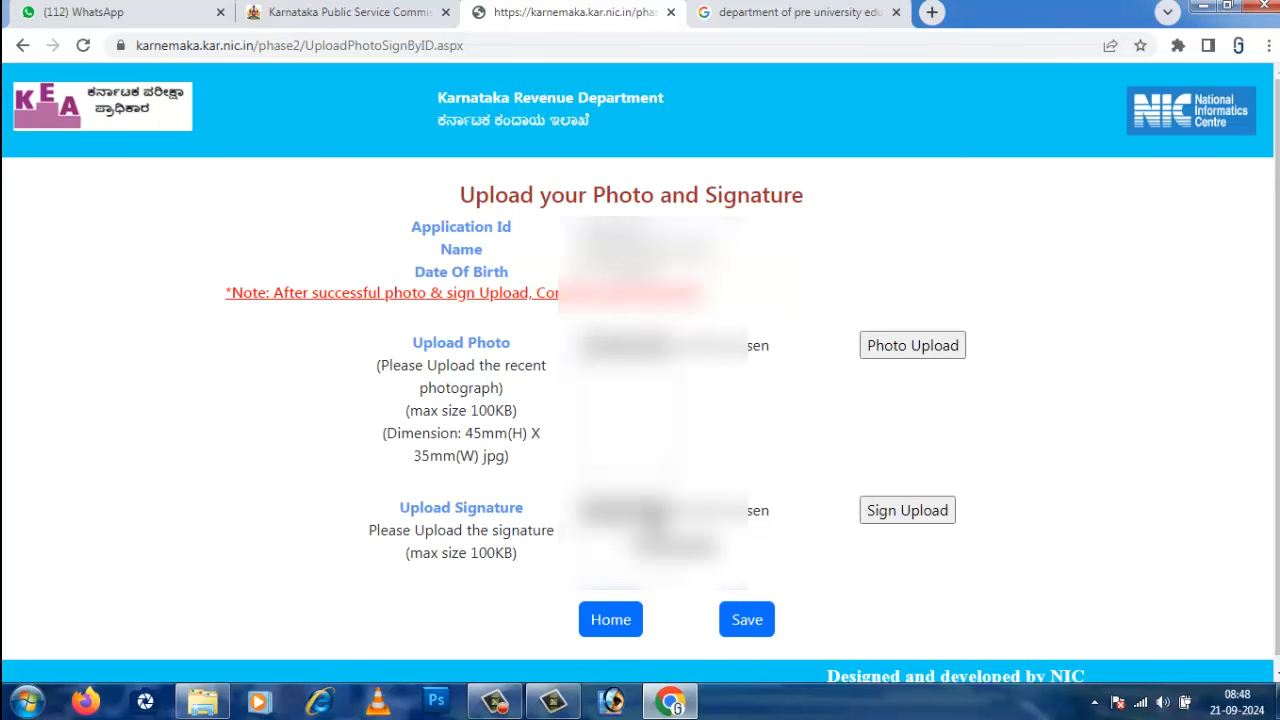 (112) WhatsApp
Karnataka Public Service Commis
https://karnemaka.kar.nic.in/pha
department of pre university edu
karnemaka.kar.nic.in/phase2/UploadPhotoSignByID.aspx
KEA
ಕರ್ನಾಟಕ ಪರೀಕ್ಷಾ
ಪ್ರಾಧಿಕಾರ
Karnataka Revenue Department
ಕರ್ನಾಟಕ ಕಂದಾಯ ಇಲಾಖೆ
NIC
National
Informatics
Centre
Upload your Photo and Signature
Application Id
Name
Date Of Birth
*Note: After successful photo & sign Upload,
Upload Photo
sen
Photo Upload
(Please Upload the recent
photograph)
(max size 100KB)
(Dimension: 45mm(H) X
35mm(W) jpg)
Upload Signature
sen
Sign Upload
Please Upload the signature
(max size 100KB)
Home
Save
Designed and developed by NIC
Ps
08:48
21-09-2024